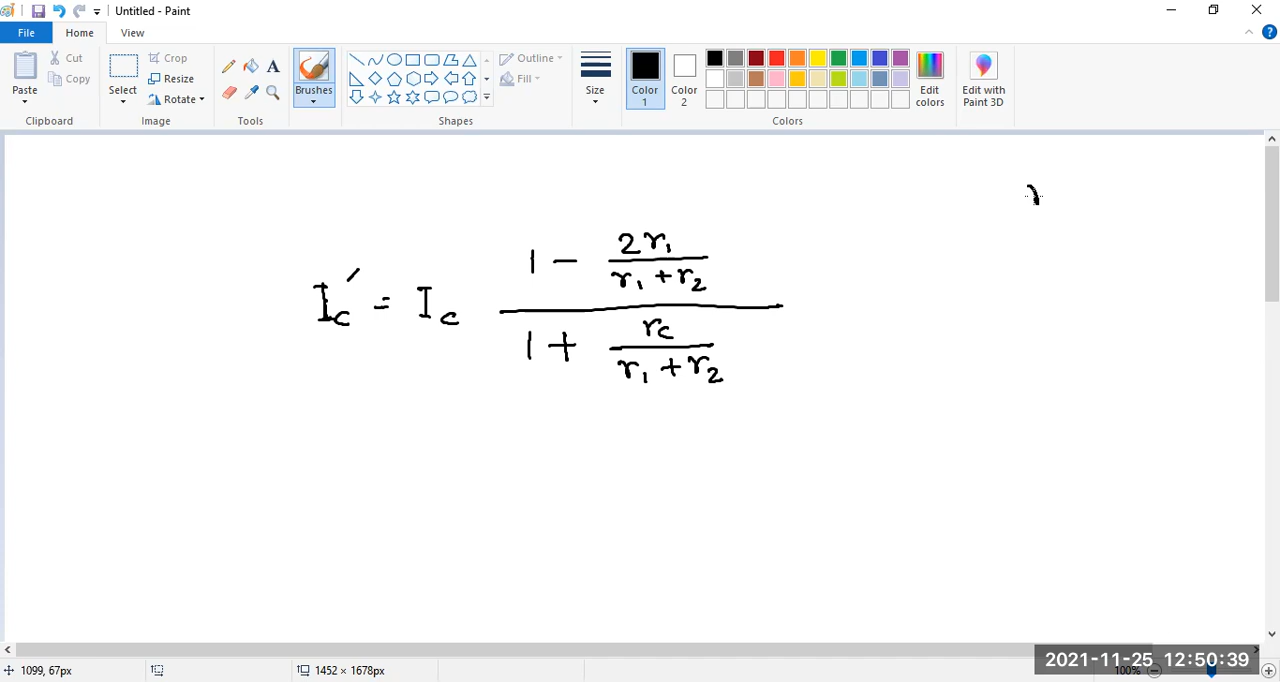 Untitled - Paint
File Home View
Paste Cut Copy Clipboard
Select Crop Resize Rotate Image
A Tools
Brushes
Outline Fill Shapes
Size
Color 1 Color 2 Edit colors Colors
Edit with Paint 3D
1 - 2r₁/(r₁+r₂)
I꜀′ = I꜀
1 + r꜀/(r₁+r₂)
1099, 67px 1452 × 1678px 100%
2021-11-25 12:50:39